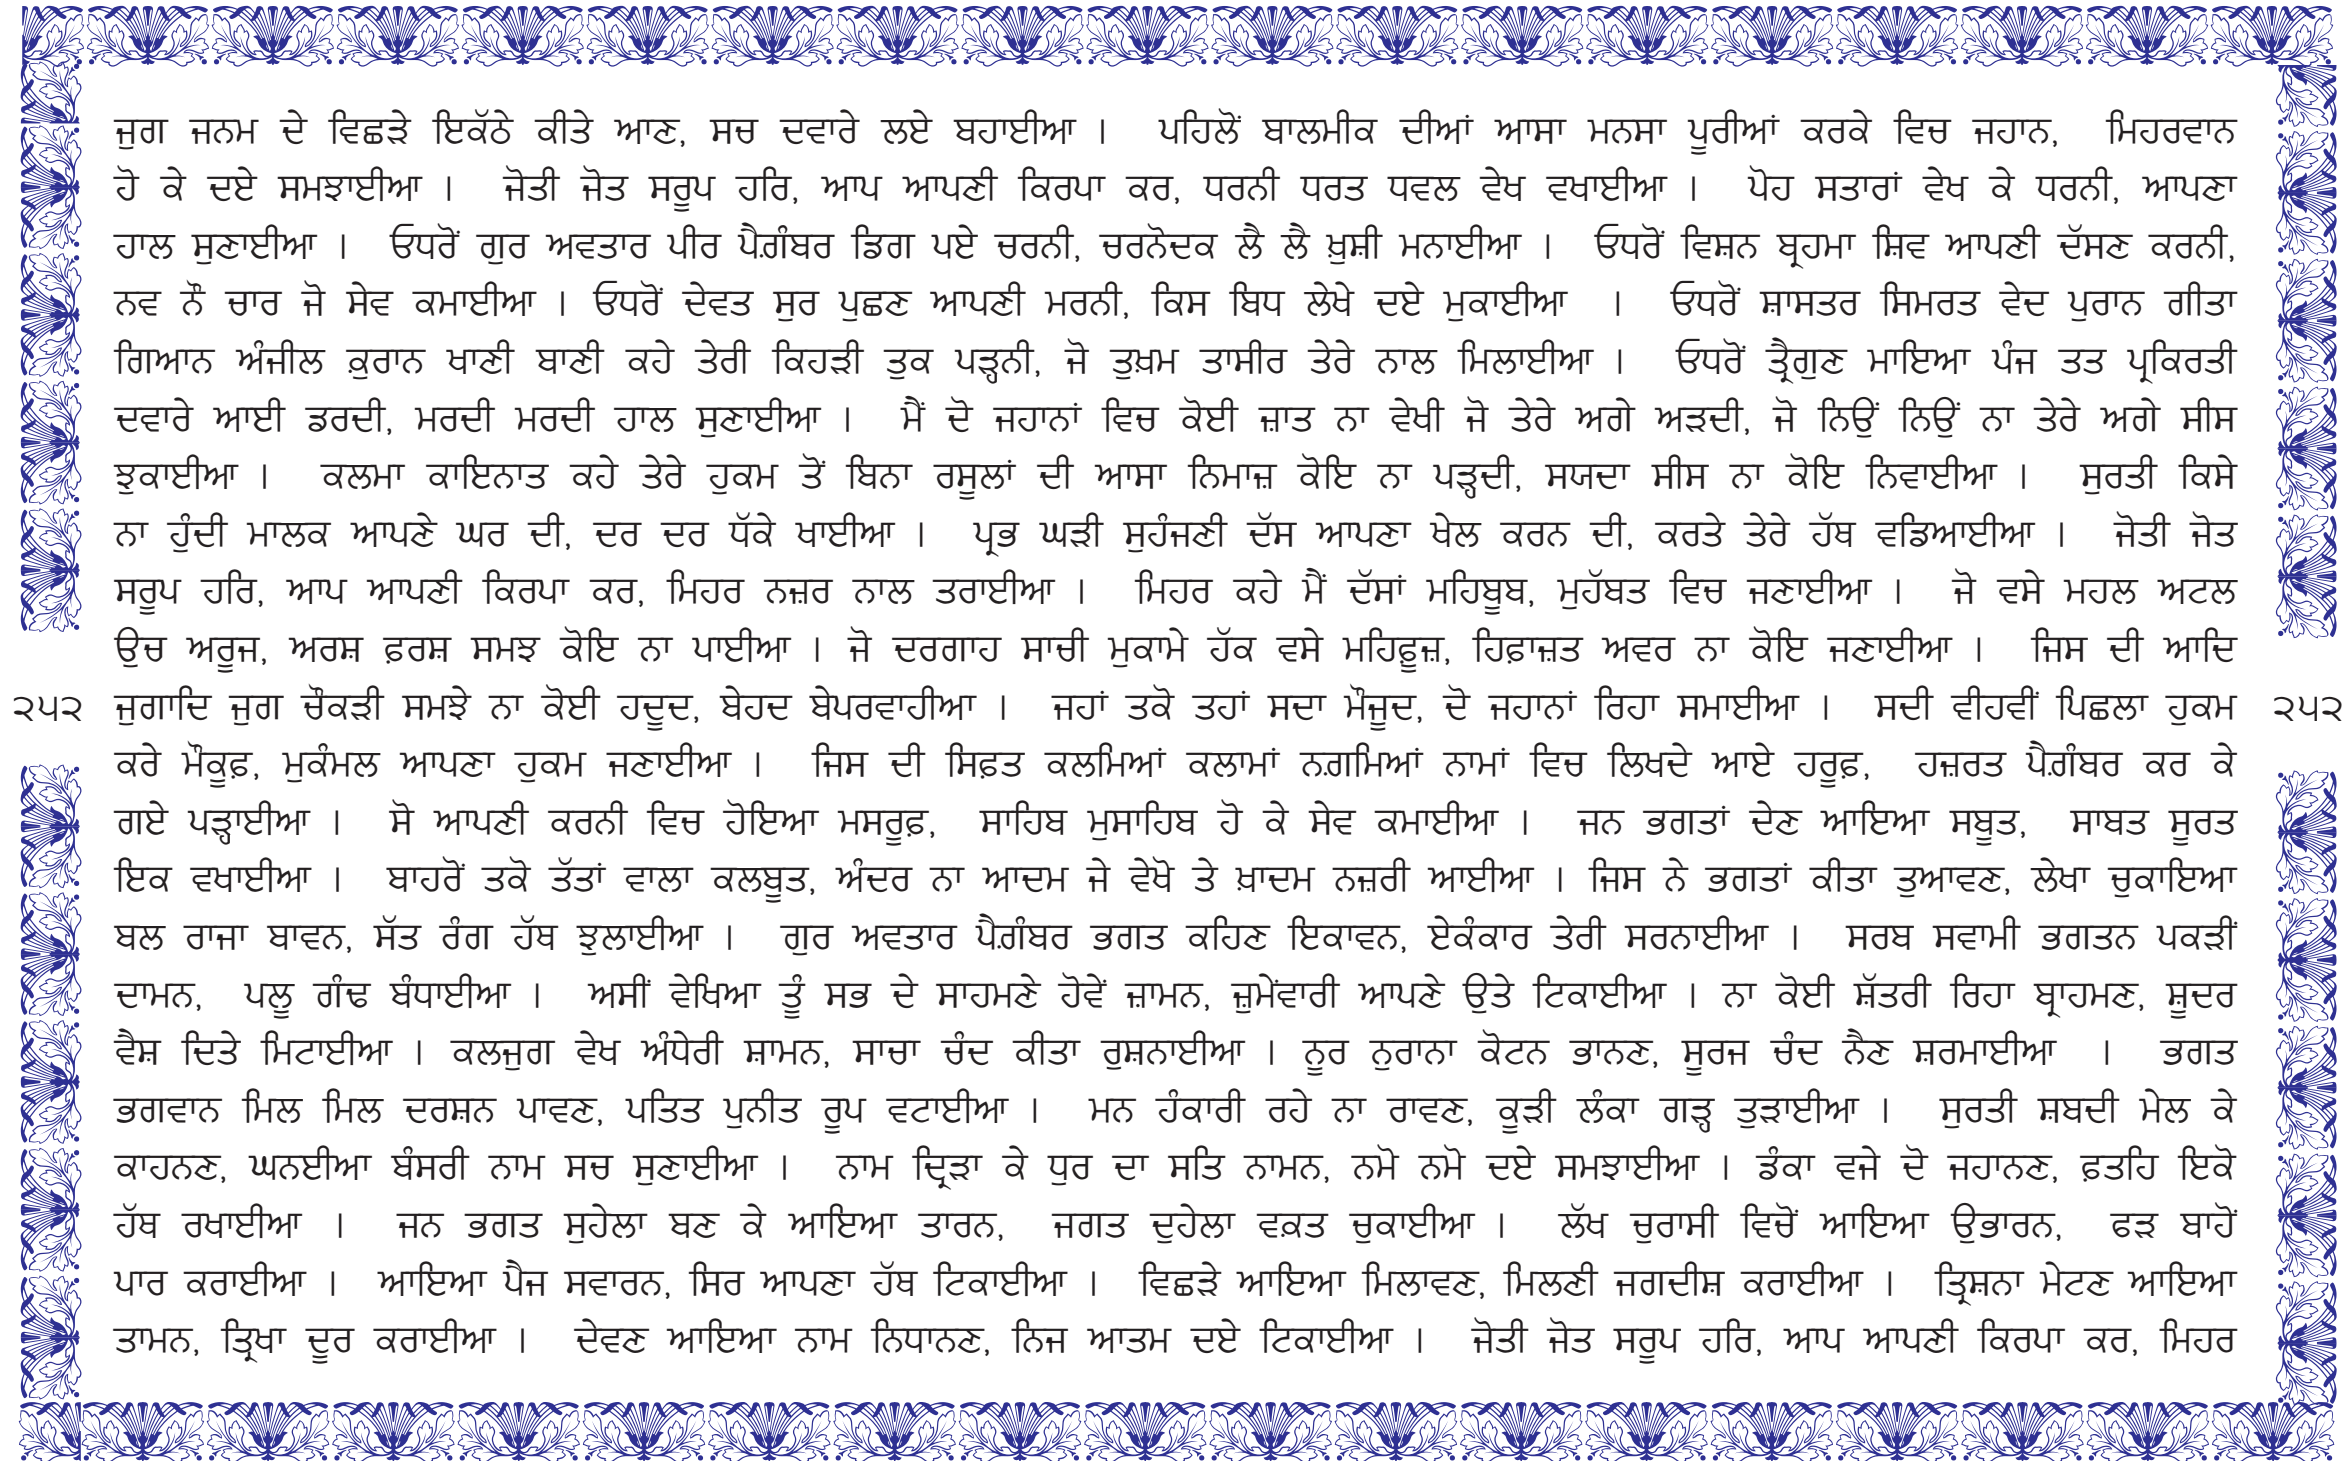 ਜੁਗ ਜਨਮ ਦੇ ਵਿਛੜੇ ਇਕੱਠੇ ਕੀਤੇ ਆਣ, ਸਚ ਦਵਾਰੇ ਲਏ ਬਹਾਈਆ । ਪਹਿਲੋਂ ਬਾਲਮੀਕ ਦੀਆਂ ਆਸਾ ਮਨਸਾ ਪੂਰੀਆਂ ਕਰਕੇ ਵਿਚ ਜਹਾਨ, ਮਿਹਰਵਾਨ
ਹੋ ਕੇ ਦਏ ਸਮਝਾਈਆ । ਜੋਤੀ ਜੋਤ ਸਰੂਪ ਹਰਿ, ਆਪ ਆਪਣੀ ਕਿਰਪਾ ਕਰ, ਧਰਨੀ ਧਰਤ ਧਵਲ ਵੇਖ ਵਖਾਈਆ । ਪੋਹ ਸਤਾਰਾਂ ਵੇਖ ਕੇ ਧਰਨੀ, ਆਪਣਾ
ਹਾਲ ਸੁਣਾਈਆ । ਓਧਰੋਂ ਗੁਰ ਅਵਤਾਰ ਪੀਰ ਪੈਗ਼ੰਬਰ ਡਿਗ ਪਏ ਚਰਨੀ, ਚਰਨੋਦਕ ਲੈ ਲੈ ਖ਼ੁਸ਼ੀ ਮਨਾਈਆ । ਓਧਰੋਂ ਵਿਸ਼ਨ ਬ੍ਰਹਮਾ ਸ਼ਿਵ ਆਪਣੀ ਦੱਸਣ ਕਰਨੀ,
ਨਵ ਨੌ ਚਾਰ ਜੋ ਸੇਵ ਕਮਾਈਆ । ਓਧਰੋਂ ਦੇਵਤ ਸੁਰ ਪੁਛਣ ਆਪਣੀ ਮਰਨੀ, ਕਿਸ ਬਿਧ ਲੇਖੇ ਦਏ ਮੁਕਾਈਆ । ਓਧਰੋਂ ਸ਼ਾਸਤਰ ਸਿਮਰਤ ਵੇਦ ਪੁਰਾਨ ਗੀਤਾ
ਗਿਆਨ ਅੰਜੀਲ ਕ਼ੁਰਾਨ ਖਾਣੀ ਬਾਣੀ ਕਹੇ ਤੇਰੀ ਕਿਹੜੀ ਤੁਕ ਪੜ੍ਹਨੀ, ਜੋ ਤੁਖ਼ਮ ਤਾਸੀਰ ਤੇਰੇ ਨਾਲ ਮਿਲਾਈਆ । ਓਧਰੋਂ ਤ੍ਰੈਗੁਣ ਮਾਇਆ ਪੰਜ ਤਤ ਪ੍ਰਕਿਰਤੀ
ਦਵਾਰੇ ਆਈ ਡਰਦੀ, ਮਰਦੀ ਮਰਦੀ ਹਾਲ ਸੁਣਾਈਆ । ਮੈਂ ਦੋ ਜਹਾਨਾਂ ਵਿਚ ਕੋਈ ਜ਼ਾਤ ਨਾ ਵੇਖੀ ਜੋ ਤੇਰੇ ਅਗੇ ਅੜਦੀ, ਜੋ ਨਿਉਂ ਨਿਉਂ ਨਾ ਤੇਰੇ ਅਗੇ ਸੀਸ
ਝੁਕਾਈਆ । ਕਲਮਾ ਕਾਇਨਾਤ ਕਹੇ ਤੇਰੇ ਹੁਕਮ ਤੋਂ ਬਿਨਾ ਰਸੂਲਾਂ ਦੀ ਆਸਾ ਨਿਮਾਜ਼ ਕੋਇ ਨਾ ਪੜ੍ਹਦੀ, ਸਯਦਾ ਸੀਸ ਨਾ ਕੋਇ ਨਿਵਾਈਆ । ਸੁਰਤੀ ਕਿਸੇ
ਨਾ ਹੁੰਦੀ ਮਾਲਕ ਆਪਣੇ ਘਰ ਦੀ, ਦਰ ਦਰ ਧੱਕੇ ਖਾਈਆ । ਪ੍ਰਭ ਘੜੀ ਸੁਹੰਜਣੀ ਦੱਸ ਆਪਣਾ ਖੇਲ ਕਰਨ ਦੀ, ਕਰਤੇ ਤੇਰੇ ਹੱਥ ਵਡਿਆਈਆ । ਜੋਤੀ ਜੋਤ
ਸਰੂਪ ਹਰਿ, ਆਪ ਆਪਣੀ ਕਿਰਪਾ ਕਰ, ਮਿਹਰ ਨਜ਼ਰ ਨਾਲ ਤਰਾਈਆ । ਮਿਹਰ ਕਹੇ ਮੈਂ ਦੱਸਾਂ ਮਹਿਬੂਬ, ਮੁਹੱਬਤ ਵਿਚ ਜਣਾਈਆ । ਜੋ ਵਸੇ ਮਹਲ ਅਟਲ
ਉਚ ਅਰੂਜ, ਅਰਸ਼ ਫ਼ਰਸ਼ ਸਮਝ ਕੋਇ ਨਾ ਪਾਈਆ । ਜੋ ਦਰਗਾਹ ਸਾਚੀ ਮੁਕਾਮੇ ਹੱਕ ਵਸੇ ਮਹਿਫ਼ੂਜ਼, ਹਿਫ਼ਾਜ਼ਤ ਅਵਰ ਨਾ ਕੋਇ ਜਣਾਈਆ । ਜਿਸ ਦੀ ਆਦਿ
੨੫੨ ਜੁਗਾਦਿ ਜੁਗ ਚੌਕੜੀ ਸਮਝੇ ਨਾ ਕੋਈ ਹਦੂਦ, ਬੇਹਦ ਬੇਪਰਵਾਹੀਆ । ਜਹਾਂ ਤਕੋ ਤਹਾਂ ਸਦਾ ਮੌਜੂਦ, ਦੋ ਜਹਾਨਾਂ ਰਿਹਾ ਸਮਾਈਆ । ਸਦੀ ਵੀਹਵੀਂ ਪਿਛਲਾ ਹੁਕਮ ੨੫੨
ਕਰੇ ਮੌਕੂਫ਼, ਮੁਕੰਮਲ ਆਪਣਾ ਹੁਕਮ ਜਣਾਈਆ । ਜਿਸ ਦੀ ਸਿਫ਼ਤ ਕਲਮਿਆਂ ਕਲਾਮਾਂ ਨਗ਼ਮਿਆਂ ਨਾਮਾਂ ਵਿਚ ਲਿਖਦੇ ਆਏ ਹਰੂਫ਼, ਹਜ਼ਰਤ ਪੈਗ਼ੰਬਰ ਕਰ ਕੇ
ਗਏ ਪੜ੍ਹਾਈਆ । ਸੋ ਆਪਣੀ ਕਰਨੀ ਵਿਚ ਹੋਇਆ ਮਸਰੂਫ਼, ਸਾਹਿਬ ਮੁਸਾਹਿਬ ਹੋ ਕੇ ਸੇਵ ਕਮਾਈਆ । ਜਨ ਭਗਤਾਂ ਦੇਣ ਆਇਆ ਸਬੂਤ, ਸਾਬਤ ਸੂਰਤ
ਇਕ ਵਖਾਈਆ । ਬਾਹਰੋਂ ਤਕੋ ਤੱਤਾਂ ਵਾਲਾ ਕਲਬੂਤ, ਅੰਦਰ ਨਾ ਆਦਮ ਜੇ ਵੇਖੋ ਤੇ ਖ਼ਾਦਮ ਨਜ਼ਰੀ ਆਈਆ । ਜਿਸ ਨੇ ਭਗਤਾਂ ਕੀਤਾ ਤੁਆਵਣ, ਲੇਖਾ ਚੁਕਾਇਆ
ਬਲ ਰਾਜਾ ਬਾਵਨ, ਸੱਤ ਰੰਗ ਹੱਥ ਝੁਲਾਈਆ । ਗੁਰ ਅਵਤਾਰ ਪੈਗ਼ੰਬਰ ਭਗਤ ਕਹਿਣ ਇਕਾਵਨ, ਏਕੰਕਾਰ ਤੇਰੀ ਸਰਨਾਈਆ । ਸਰਬ ਸਵਾਮੀ ਭਗਤਨ ਪਕੜੀਂ
ਦਾਮਨ, ਪਲੂ ਗੰਢ ਬੰਧਾਈਆ । ਅਸੀਂ ਵੇਖਿਆ ਤੂੰ ਸਭ ਦੇ ਸਾਹਮਣੇ ਹੋਵੇਂ ਜ਼ਾਮਨ, ਜ਼ੁਮੇਂਵਾਰੀ ਆਪਣੇ ਉਤੇ ਟਿਕਾਈਆ । ਨਾ ਕੋਈ ਸ਼ੱਤਰੀ ਰਿਹਾ ਬ੍ਰਾਹਮਣ, ਸ਼ੂਦਰ
ਵੈਸ਼ ਦਿਤੇ ਮਿਟਾਈਆ । ਕਲਜੁਗ ਵੇਖ ਅੰਧੇਰੀ ਸ਼ਾਮਨ, ਸਾਚਾ ਚੰਦ ਕੀਤਾ ਰੁਸ਼ਨਾਈਆ । ਨੂਰ ਨੁਰਾਨਾ ਕੋਟਨ ਭਾਨਣ, ਸੂਰਜ ਚੰਦ ਨੈਣ ਸ਼ਰਮਾਈਆ । ਭਗਤ
ਭਗਵਾਨ ਮਿਲ ਮਿਲ ਦਰਸ਼ਨ ਪਾਵਣ, ਪਤਿਤ ਪੁਨੀਤ ਰੂਪ ਵਟਾਈਆ । ਮਨ ਹੰਕਾਰੀ ਰਹੇ ਨਾ ਰਾਵਣ, ਕੂੜੀ ਲੰਕਾ ਗੜ੍ਹ ਤੁੜਾਈਆ । ਸੁਰਤੀ ਸ਼ਬਦੀ ਮੇਲ ਕੇ
ਕਾਹਨਣ, ਘਨਈਆ ਬੰਸਰੀ ਨਾਮ ਸਚ ਸੁਣਾਈਆ । ਨਾਮ ਦ੍ਰਿੜਾ ਕੇ ਧੁਰ ਦਾ ਸਤਿ ਨਾਮਨ, ਨਮੋ ਨਮੋ ਦਏ ਸਮਝਾਈਆ । ਡੰਕਾ ਵਜੇ ਦੋ ਜਹਾਨਣ, ਫ਼ਤਹਿ ਇਕੋ
ਹੱਥ ਰਖਾਈਆ । ਜਨ ਭਗਤ ਸੁਹੇਲਾ ਬਣ ਕੇ ਆਇਆ ਤਾਰਨ, ਜਗਤ ਦੁਹੇਲਾ ਵਕ਼ਤ ਚੁਕਾਈਆ । ਲੱਖ ਚੁਰਾਸੀ ਵਿਚੋਂ ਆਇਆ ਉਭਾਰਨ, ਫੜ ਬਾਹੋਂ
ਪਾਰ ਕਰਾਈਆ । ਆਇਆ ਪੈਜ ਸਵਾਰਨ, ਸਿਰ ਆਪਣਾ ਹੱਥ ਟਿਕਾਈਆ । ਵਿਛੜੇ ਆਇਆ ਮਿਲਾਵਣ, ਮਿਲਣੀ ਜਗਦੀਸ਼ ਕਰਾਈਆ । ਤ੍ਰਿਸ਼ਨਾ ਮੇਟਣ ਆਇਆ
ਤਾਮਨ, ਤ੍ਰਿਖਾ ਦੂਰ ਕਰਾਈਆ । ਦੇਵਣ ਆਇਆ ਨਾਮ ਨਿਧਾਨਣ, ਨਿਜ ਆਤਮ ਦਏ ਟਿਕਾਈਆ । ਜੋਤੀ ਜੋਤ ਸਰੂਪ ਹਰਿ, ਆਪ ਆਪਣੀ ਕਿਰਪਾ ਕਰ, ਮਿਹਰ